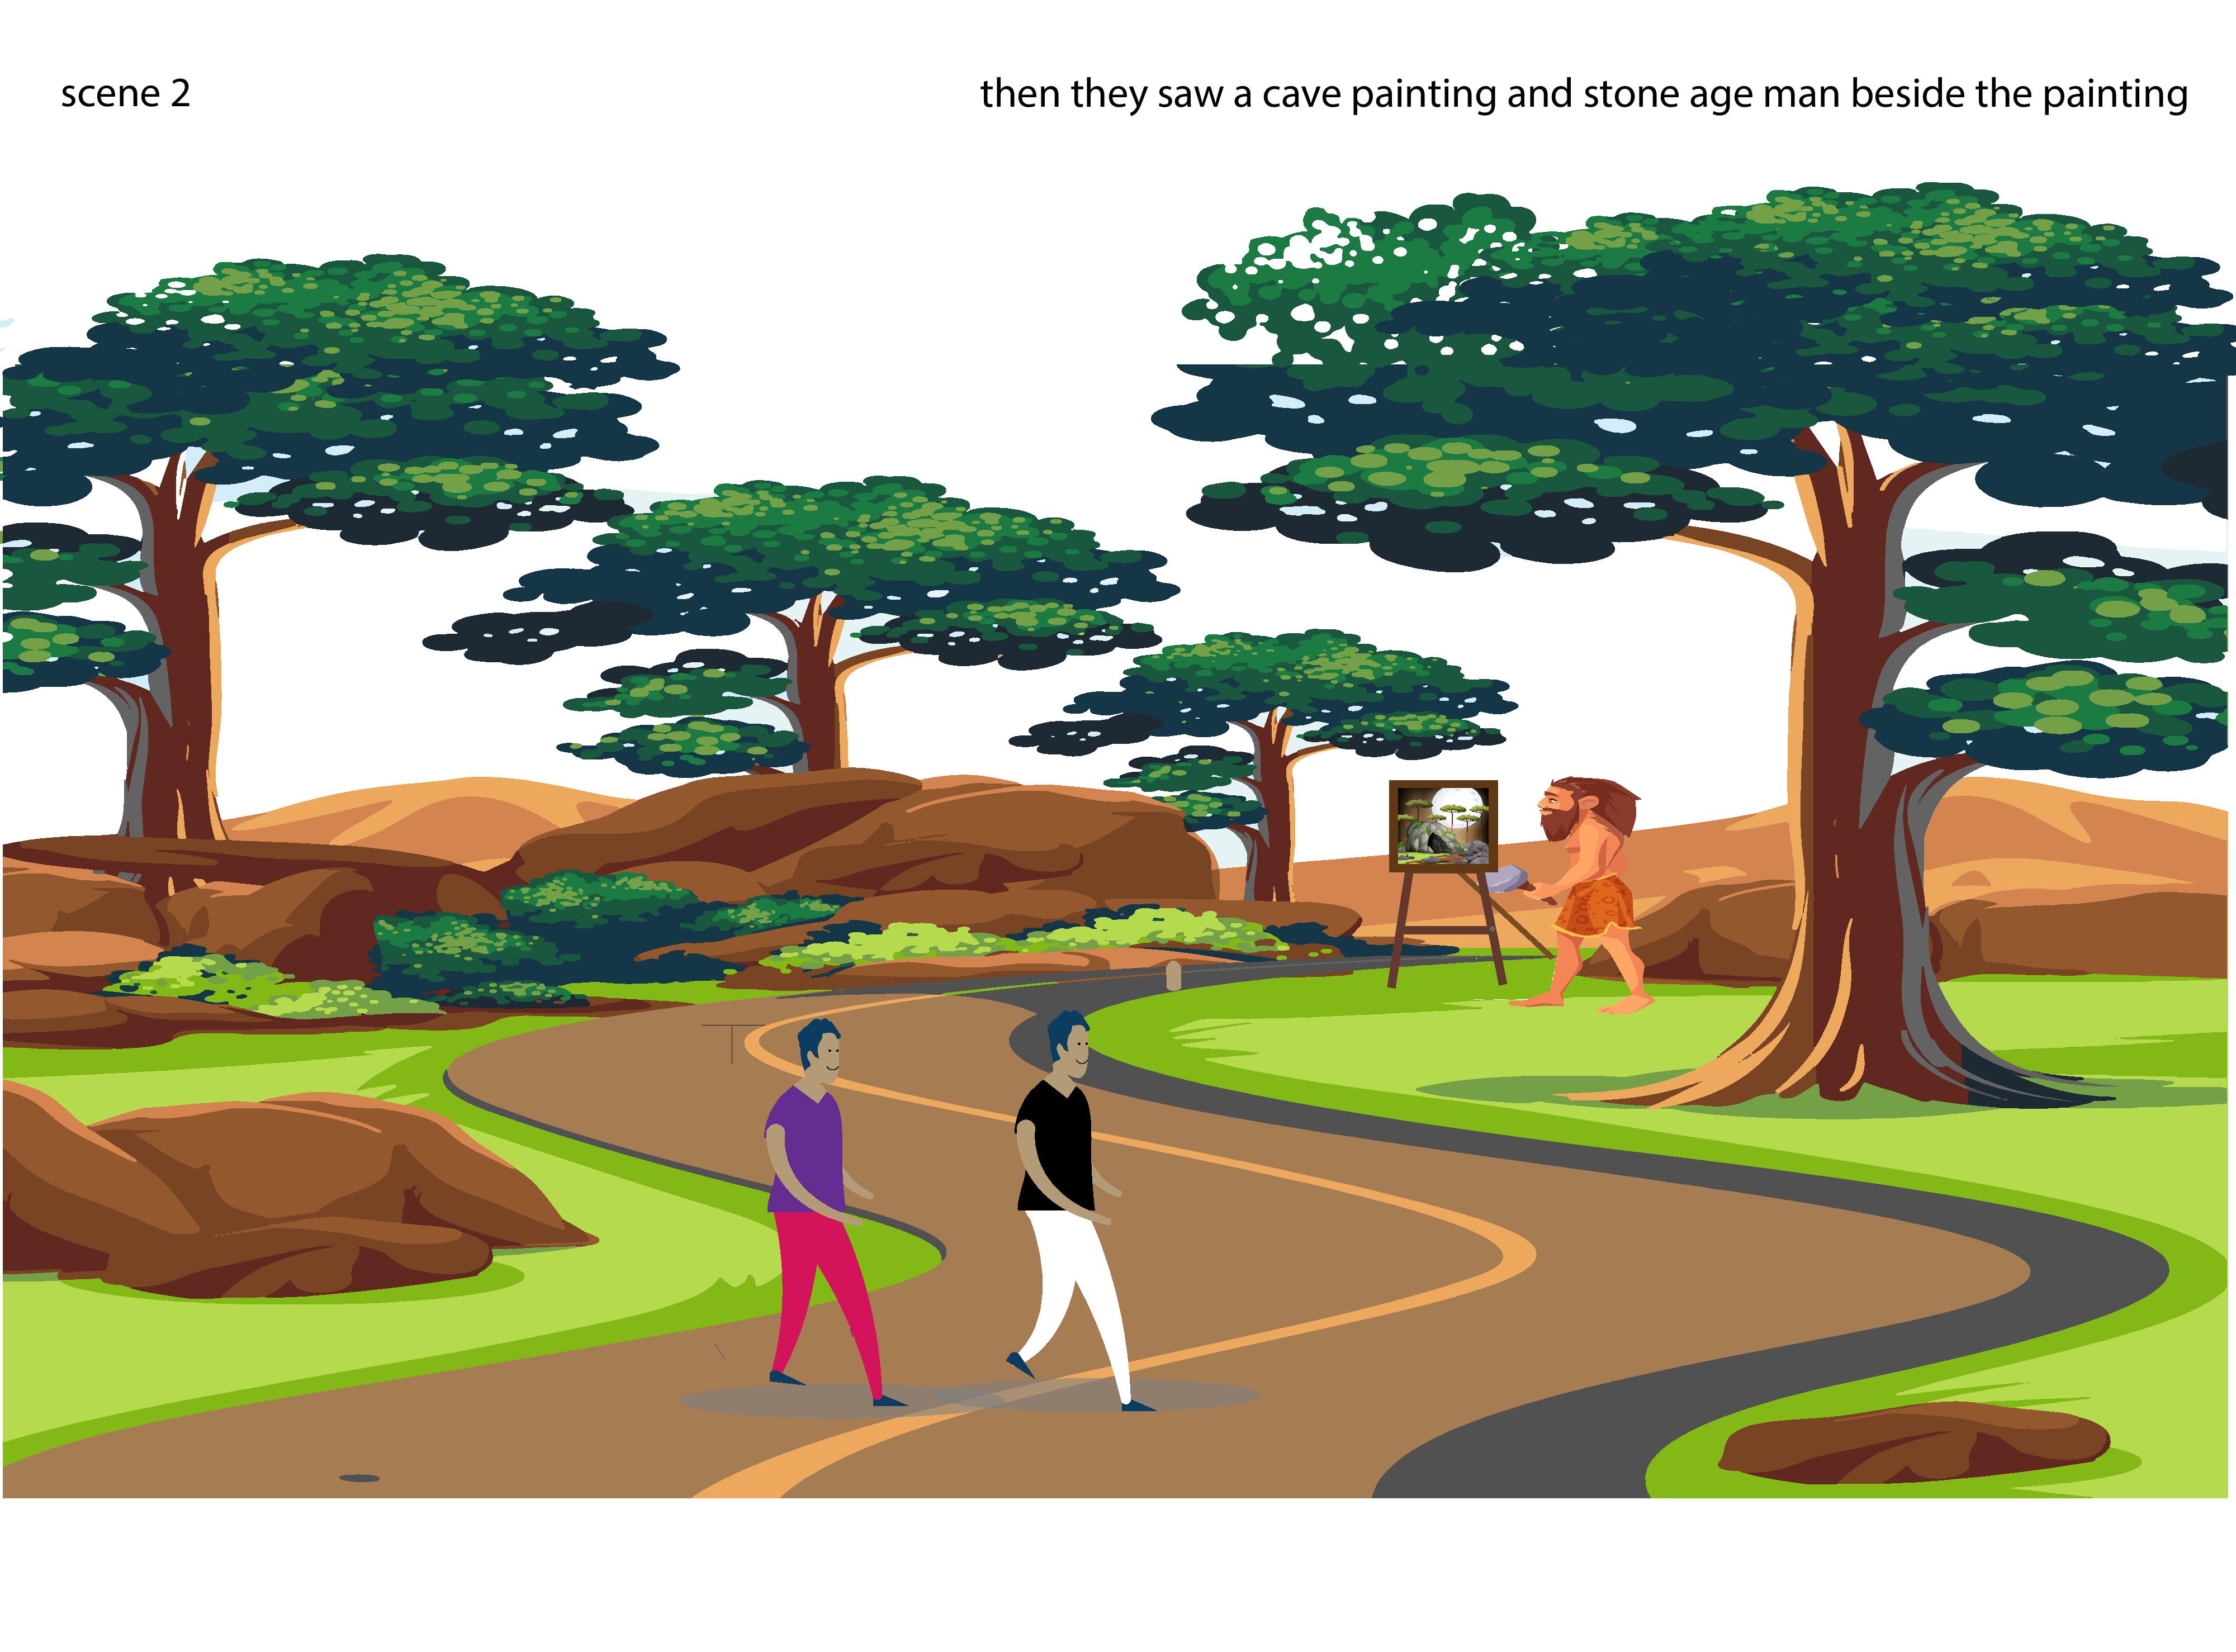 scene 2
then they saw a cave painting and stone age man beside the painting